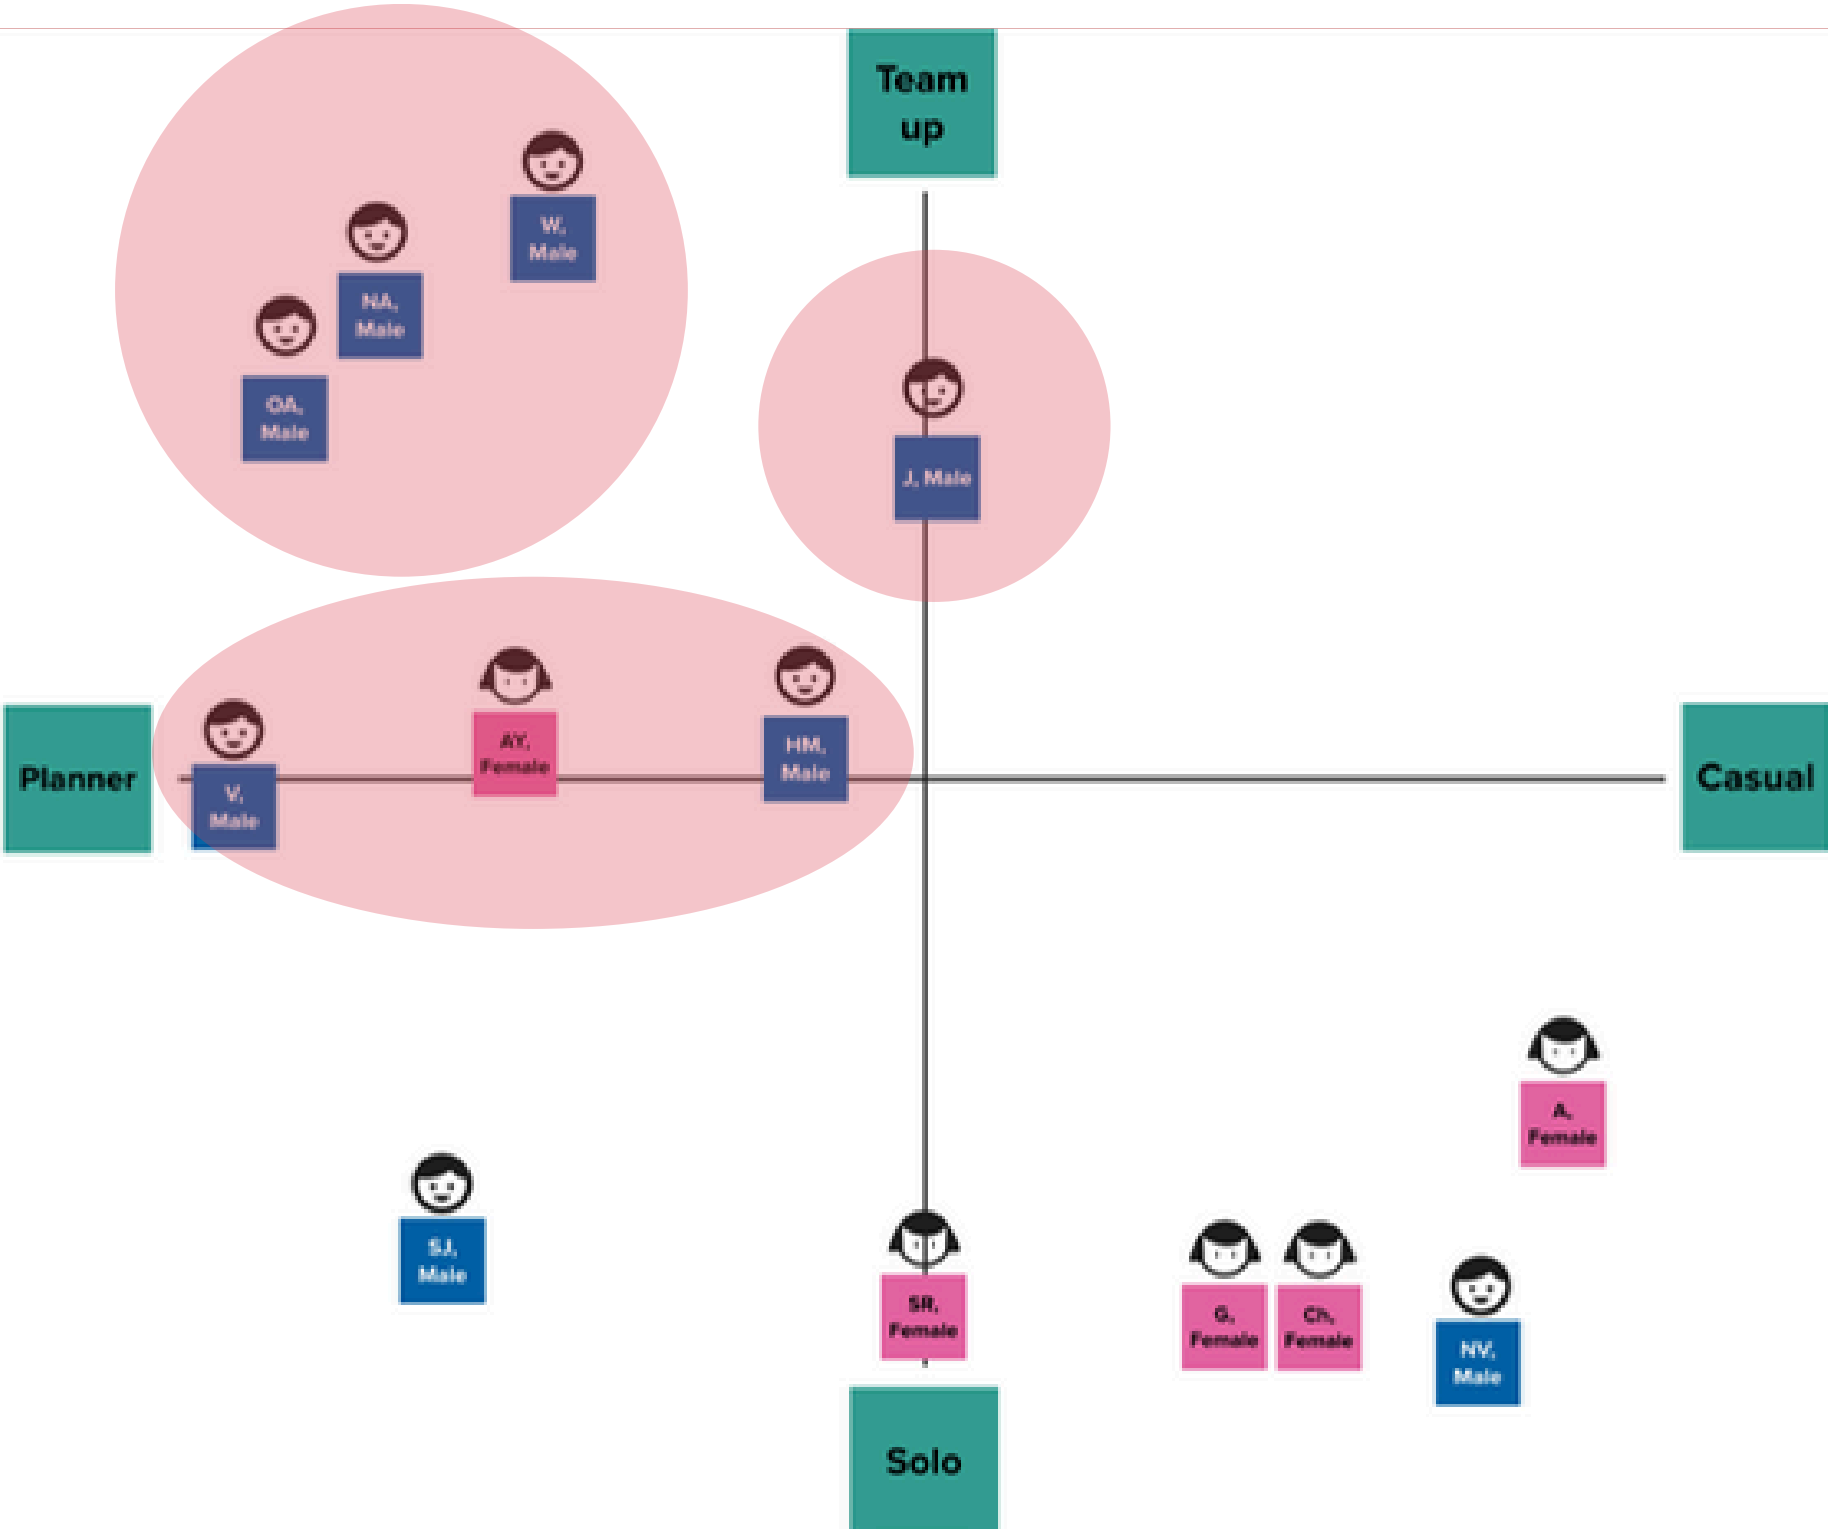 Team
up
W,
Male
NA,
Male
OA,
Male
J, Male
AY,
Female
HM,
Male
V,
Male
Planner
Casual
A,
Female
SJ,
Male
SR,
Female
G,
Female
Ch,
Female
NV,
Male
Solo